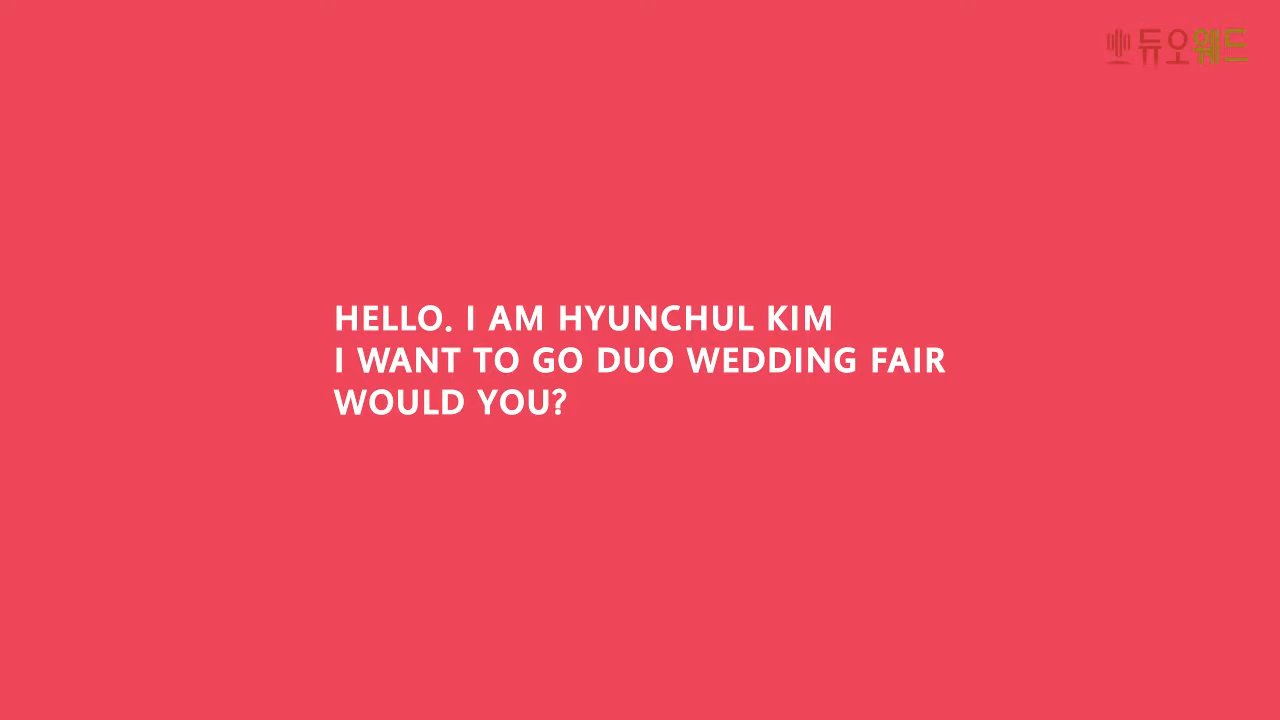 듀오웨드
HELLO. I AM HYUNCHUL KIM
I WANT TO GO DUO WEDDING FAIR
WOULD YOU?